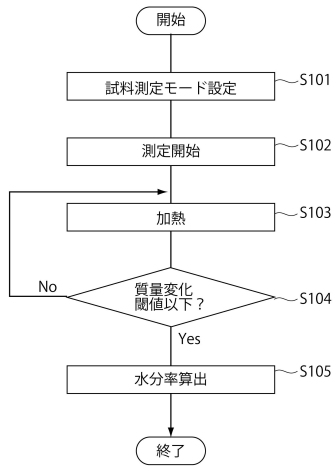 開始
試料測定モード設定
S101
測定開始
S102
加熱
S103
No
質量変化
閾値以下？
S104
Yes
水分率算出
S105
終了